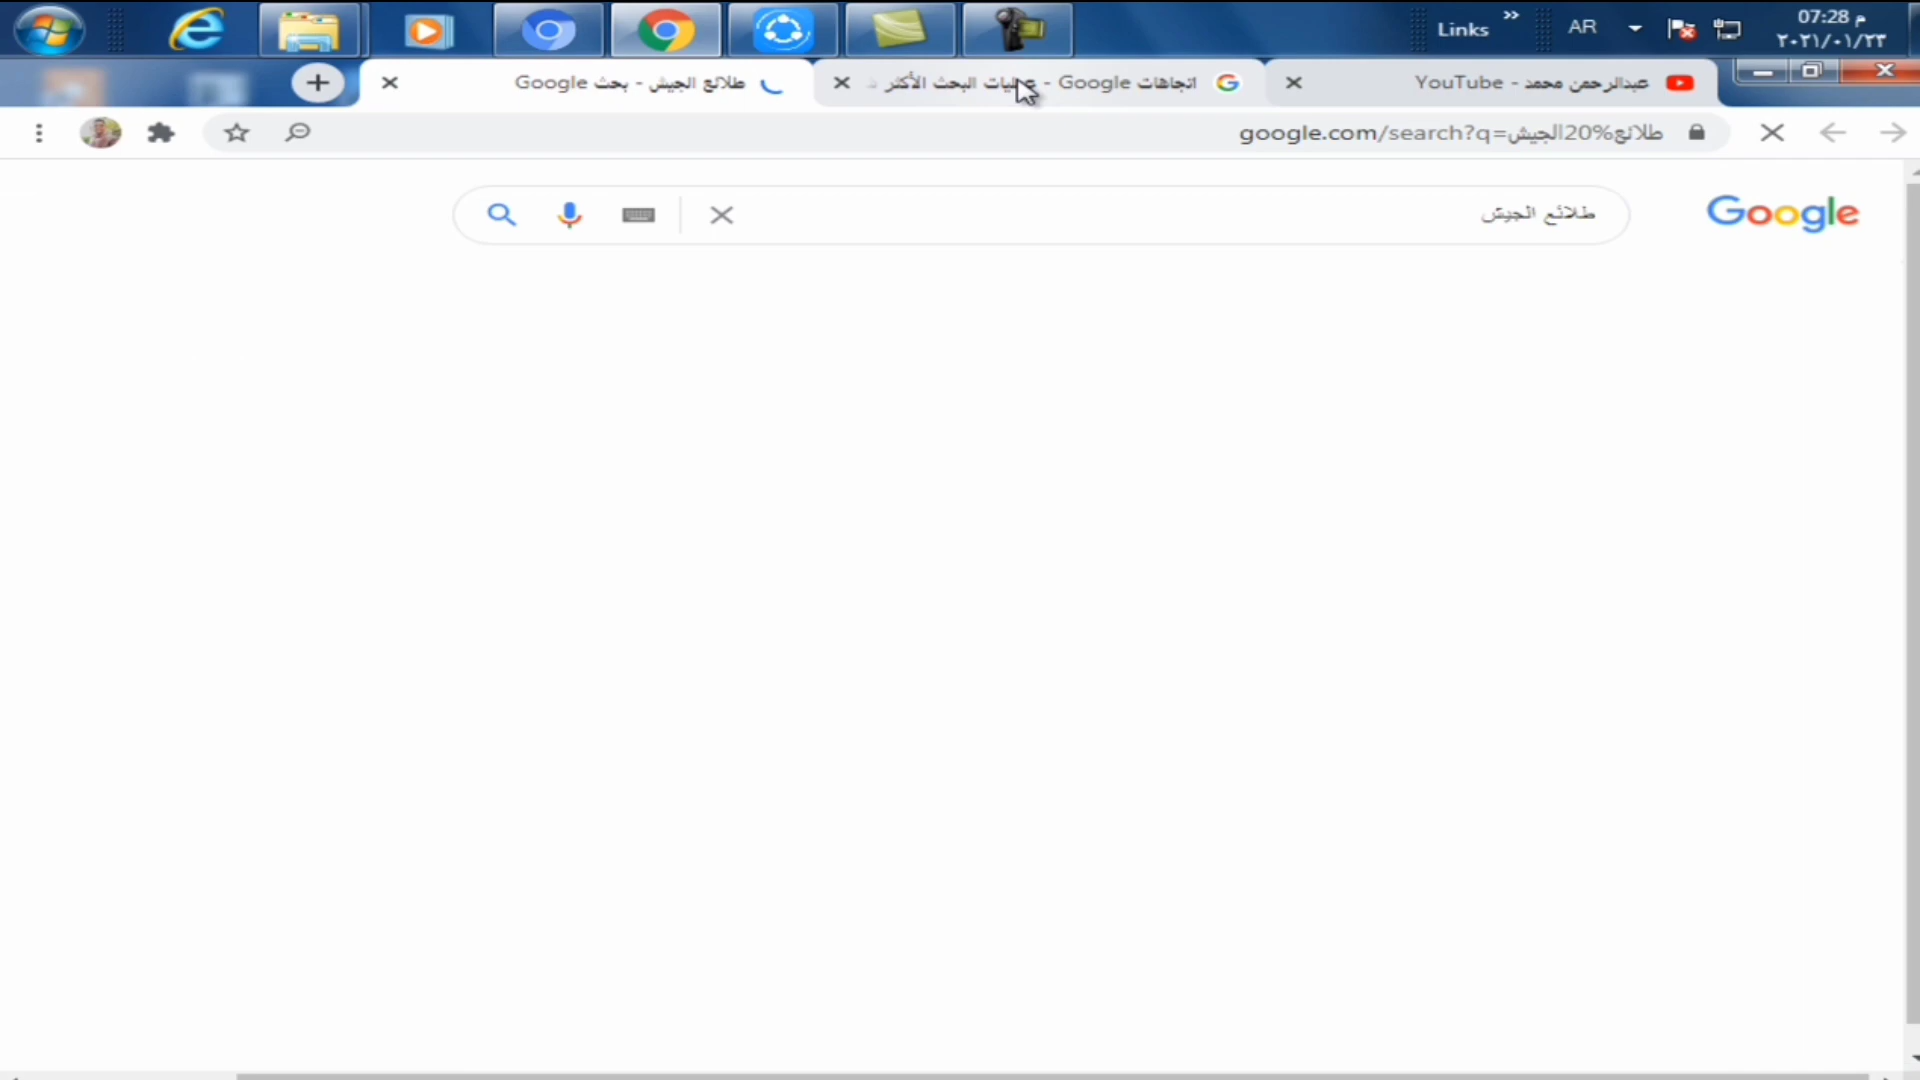 Links » AR 07:28 م
٢٠٢١/٠١/٢٣
عبدالرحمن محمد - YouTube
اتجاهات Google - عمليات البحث الأكثر
طلائع الجيش - بحث Google
google.com/search?q=طلائع%20الجيش
Google
طلائع الجيش